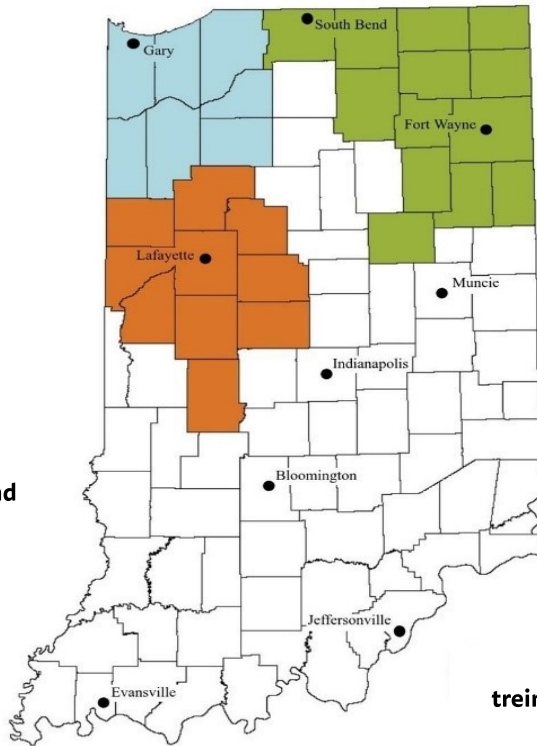 South Bend
Gary
Fort Wayne
Lafayette
Muncie
Indianapolis
Bloomington
Jeffersonville
Evansville